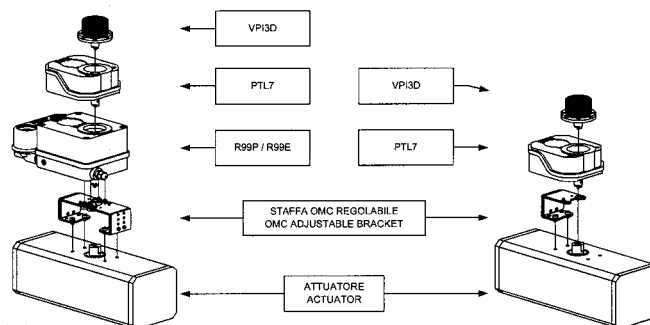 VPI3D
PTL7
VPI3D
R99P / R99E
PTL7
STAFFA OMC REGOLABILE
OMC ADJUSTABLE BRACKET
ATTUATORE
ACTUATOR